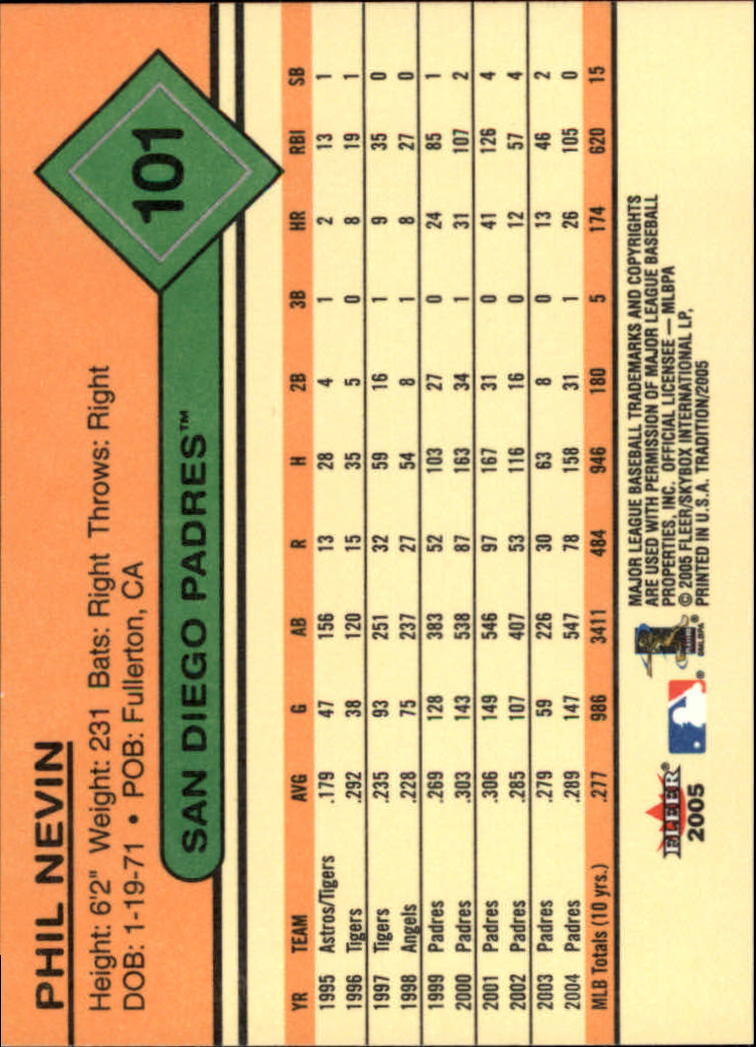 PHIL NEVIN
Height: 6'2" Weight: 231 Bats: Right Throws: Right
DOB: 1-19-71 • POB: Fullerton, CA
101
SAN DIEGO PADRES™
YR TEAM AVG G AB R H 2B 3B HR RBI SB
1995 Astros/Tigers .179 47 156 13 28 4 1 2 13 1
1996 Tigers .292 38 120 15 35 5 0 8 19 1
1997 Tigers .235 93 251 32 59 16 1 9 35 0
1998 Angels .228 75 237 27 54 8 1 8 27 0
1999 Padres .269 128 383 52 103 27 0 24 85 1
2000 Padres .303 143 538 87 163 34 1 31 107 2
2001 Padres .306 149 546 97 167 31 0 41 126 4
2002 Padres .285 107 407 53 116 16 0 12 57 4
2003 Padres .279 59 226 30 63 8 0 13 46 2
2004 Padres .289 147 547 78 158 31 1 26 105 0
MLB Totals (10 yrs.) .277 986 3411 484 946 180 5 174 620 15
FLEER®
2005
®
®
©MLBPA
MAJOR LEAGUE BASEBALL TRADEMARKS AND COPYRIGHTS
ARE USED WITH PERMISSION OF MAJOR LEAGUE BASEBALL
PROPERTIES, INC. OFFICIAL LICENSEE — MLBPA
© 2005 FLEER/SKYBOX INTERNATIONAL LP,
PRINTED IN U.S.A. TRADITION/2005